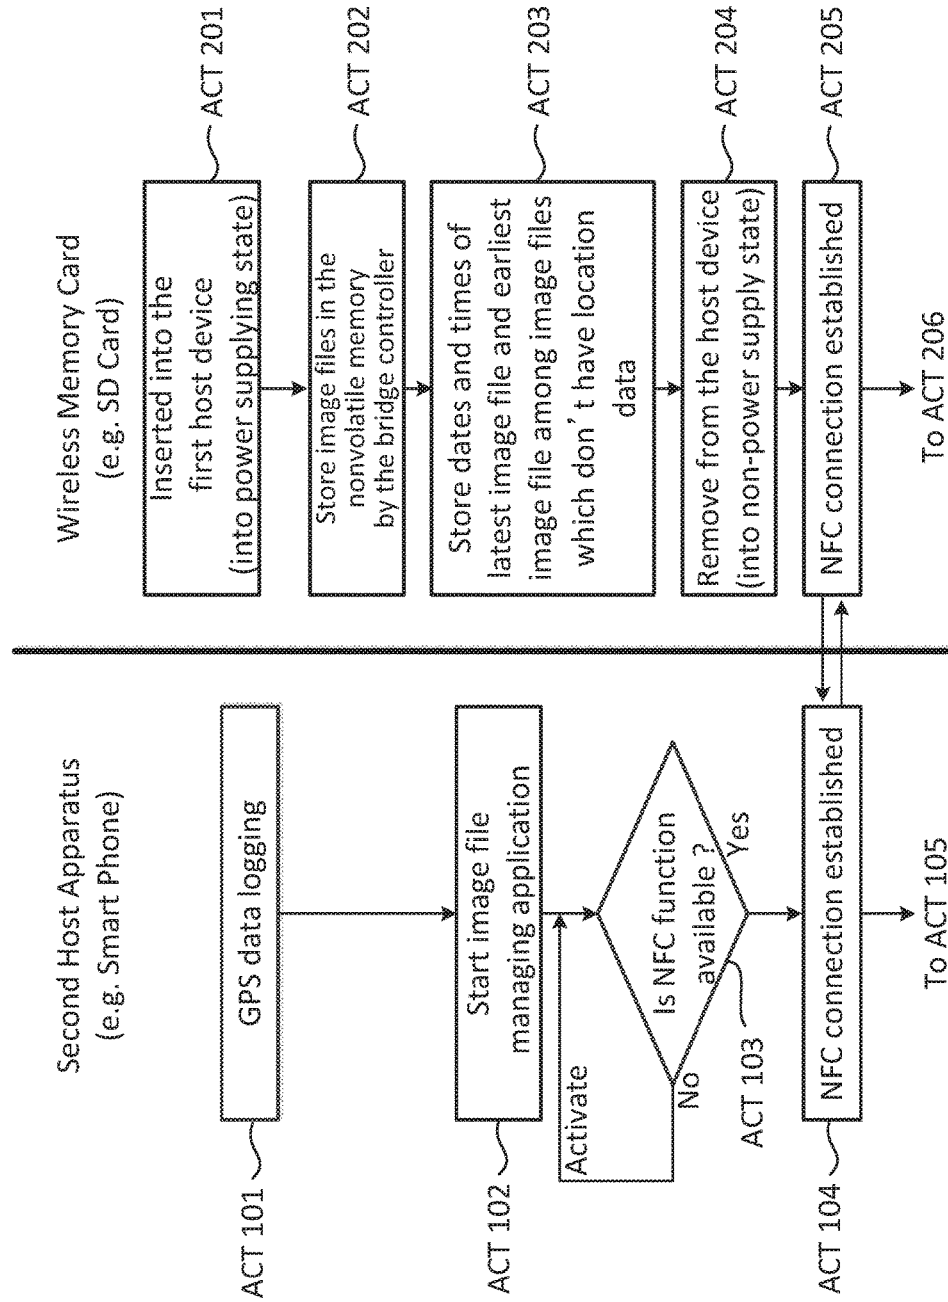 Second Host Apparatus
(e.g. Smart Phone)
ACT 101
GPS data logging
ACT 102
Start image file
managing application
Activate
No
ACT 103
Is NFC function
available ?
Yes
ACT 104
NFC connection established
To ACT 105
Wireless Memory Card
(e.g. SD Card)
Inserted into the
first host device
(into power supplying state)
ACT 201
Store image files in the
nonvolatile memory
by the bridge controller
ACT 202
Store dates and times of
latest image file and earliest
image file among image files
which don't have location
data
ACT 203
Remove from the host device
(into non-power supply state)
ACT 204
NFC connection established
ACT 205
To ACT 206